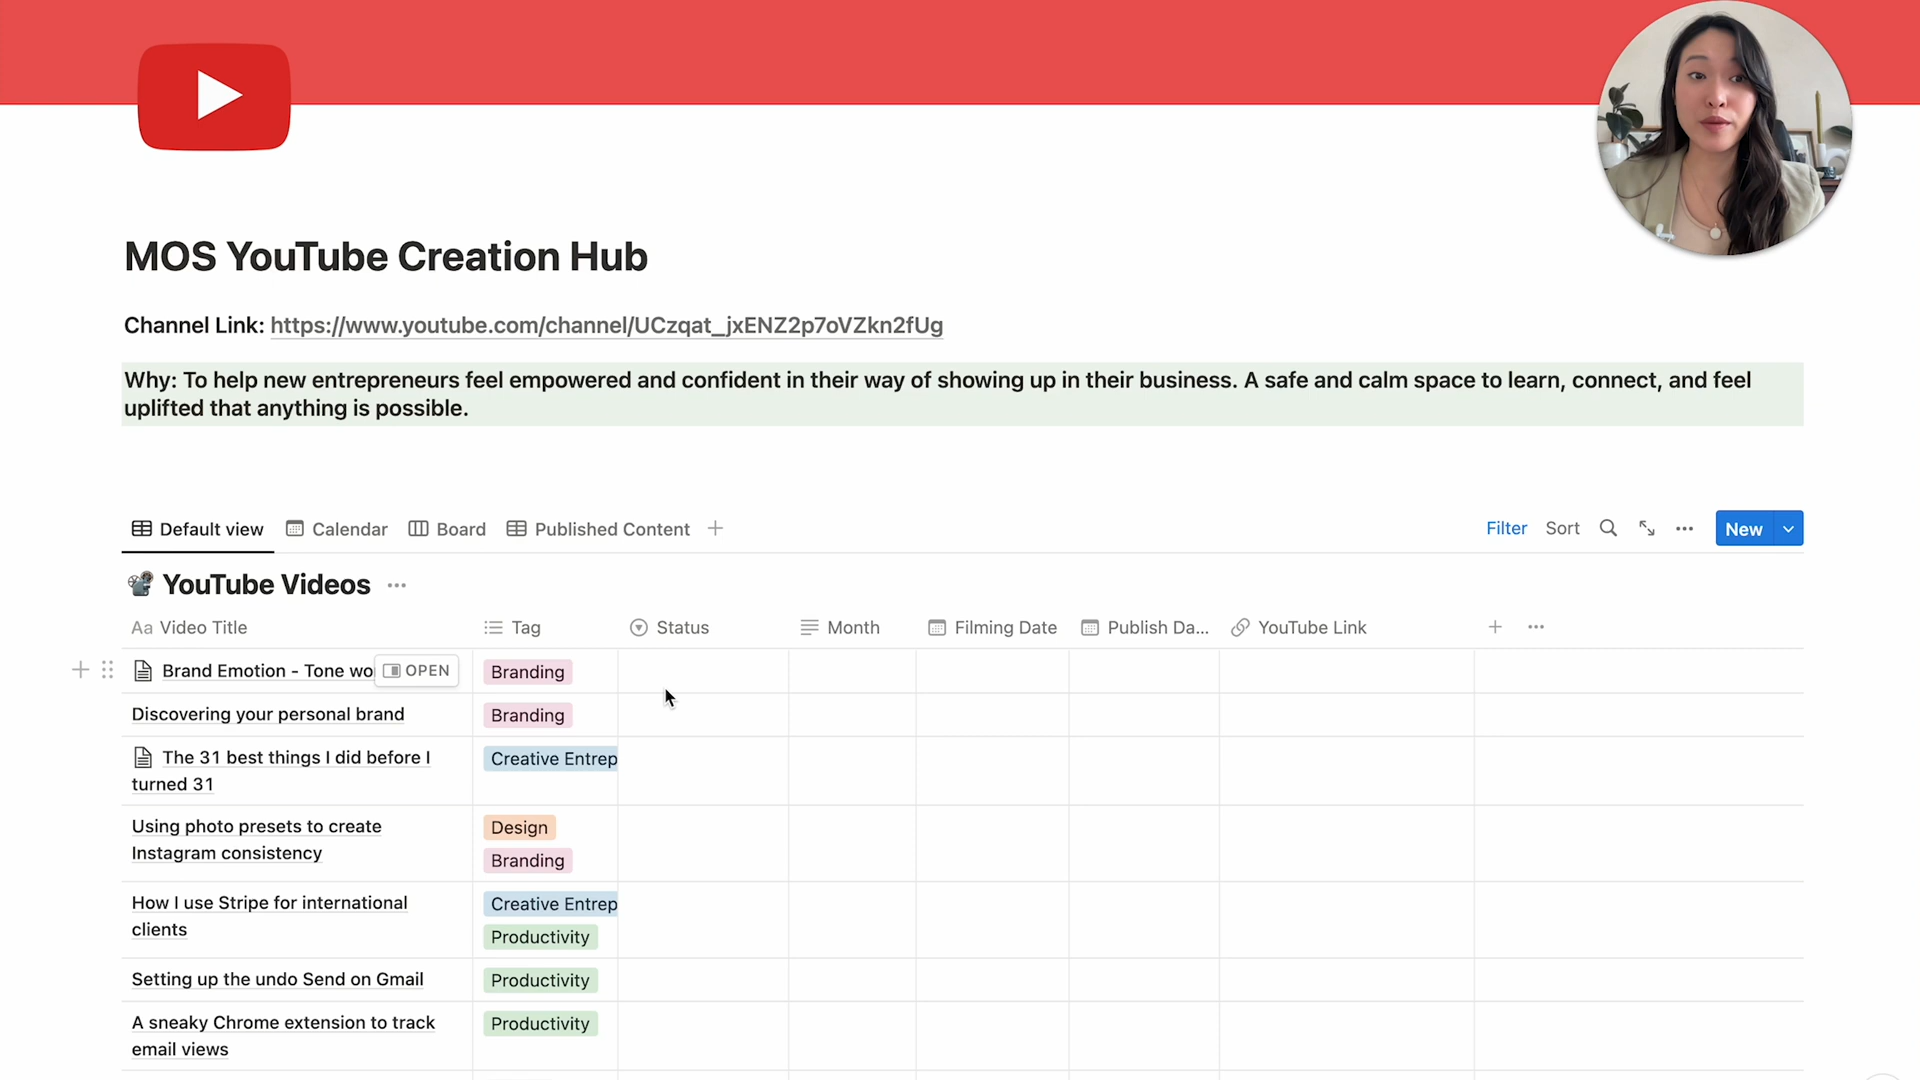 MOS YouTube Creation Hub
Channel Link: https://www.youtube.com/channel/UCzqat_jxENZ2p7oVZkn2fUg
Why: To help new entrepreneurs feel empowered and confident in their way of showing up in their business. A safe and calm space to learn, connect, and feel
uplifted that anything is possible.
Default view Calendar Board Published Content Filter Sort New
YouTube Videos
Aa Video Title Tag Status Month Filming Date Publish Da... YouTube Link
Brand Emotion - Tone wo OPEN Branding
Discovering your personal brand Branding
The 31 best things I did before I
turned 31
Creative Entrep
Using photo presets to create
Instagram consistency
Design
Branding
How I use Stripe for international
clients
Creative Entrep
Productivity
Setting up the undo Send on Gmail Productivity
A sneaky Chrome extension to track
email views
Productivity